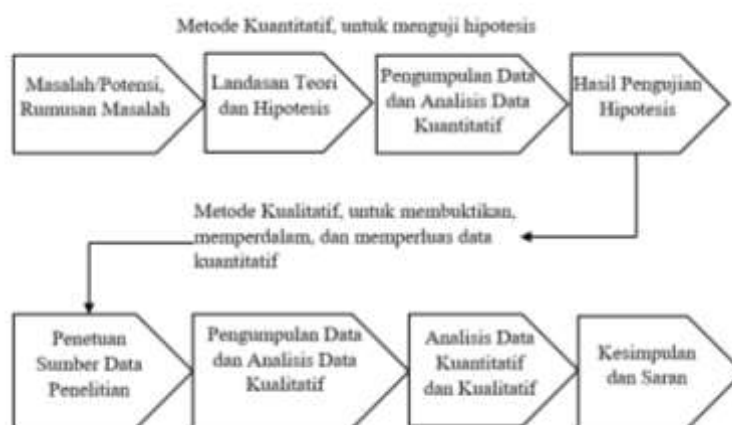 Metode Kuantitatif, untuk menguji hipotesis
Masalah/Potensi,
Rumusan Masalah
Landasan Teori
dan Hipotesis
Pengumpulan Data
dan Analisis Data
Kuantitatif
Hasil Pengujian
Hipotesis
Metode Kualitatif, untuk membuktikan,
memperdalam, dan memperluas data
kuantitatif
Penetuan
Sumber Data
Penelitian
Pengumpulan Data
dan Analisis Data
Kualitatif
Analisis Data
Kuantitatif
dan Kualitatif
Kesimpulan
dan Saran